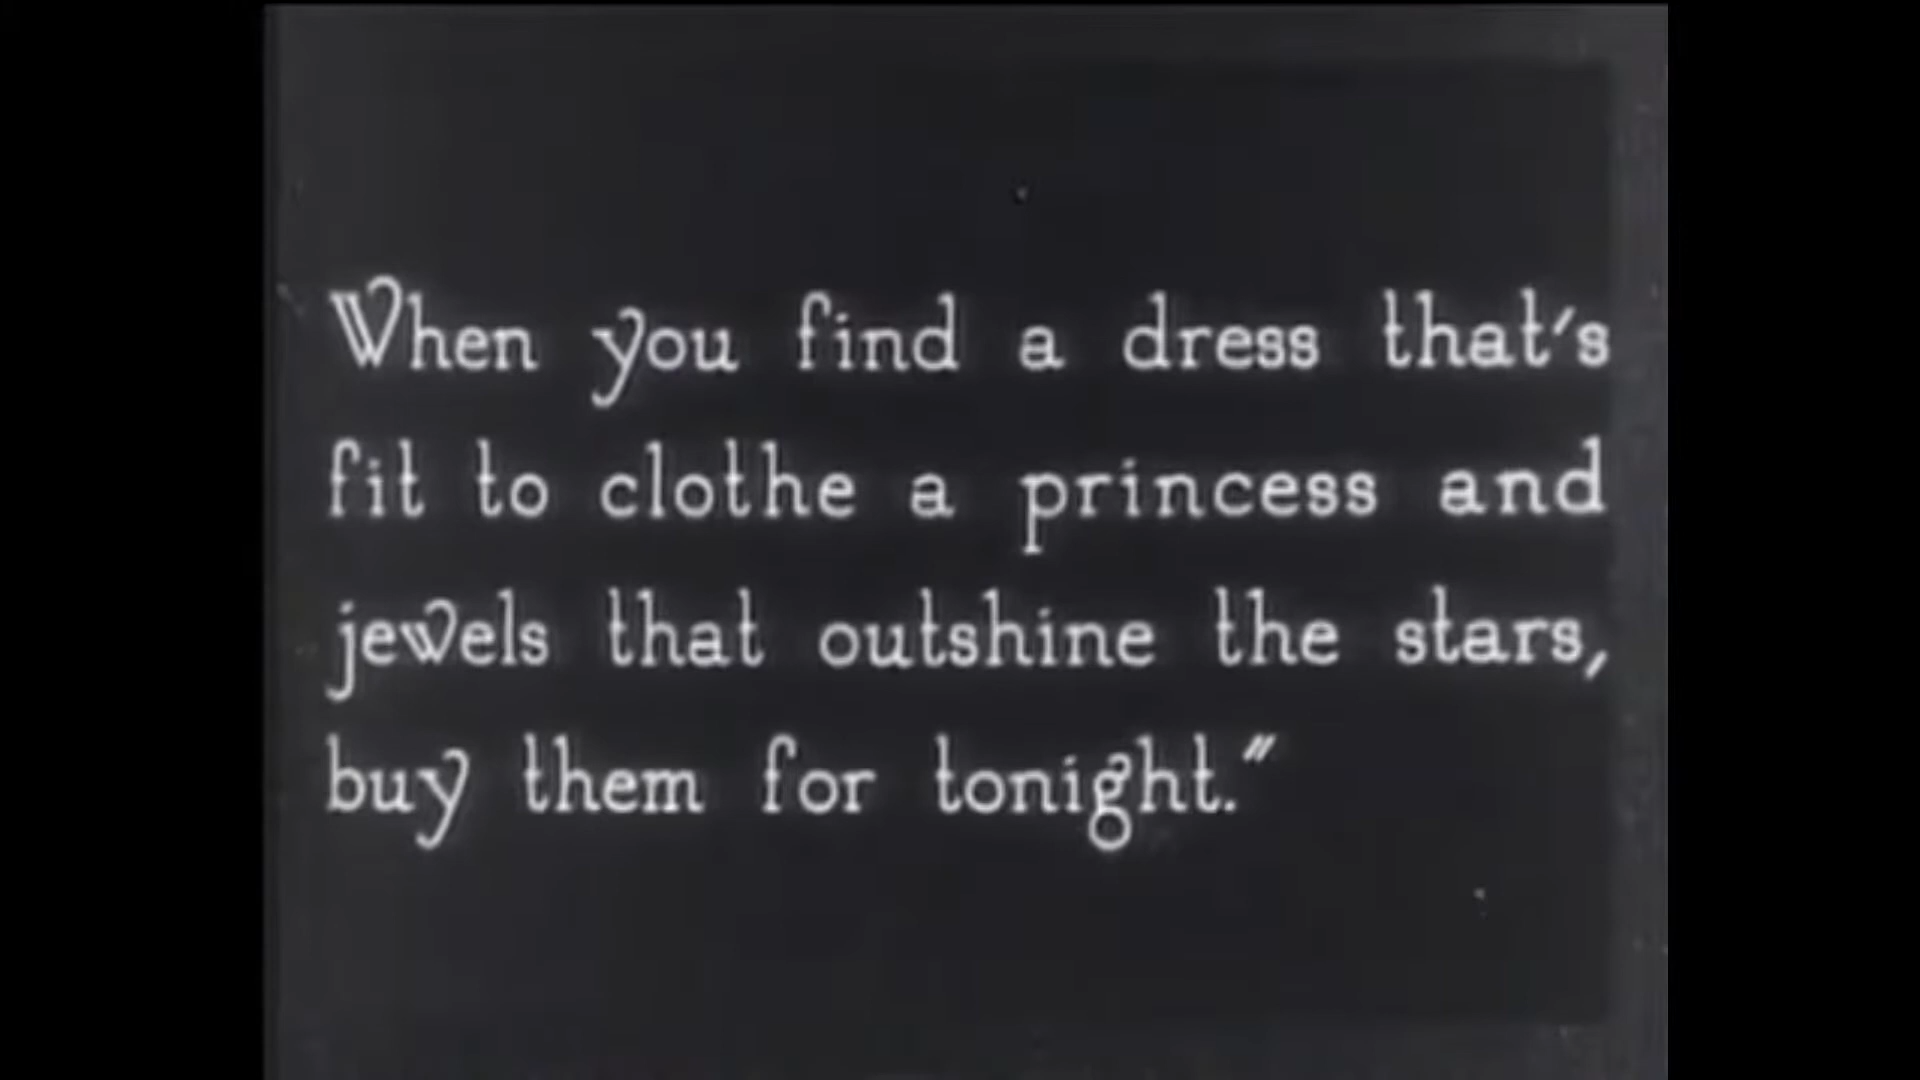 When you find a dress that's
fit to clothe a princess and
jewels that outshine the stars,
buy them for tonight."